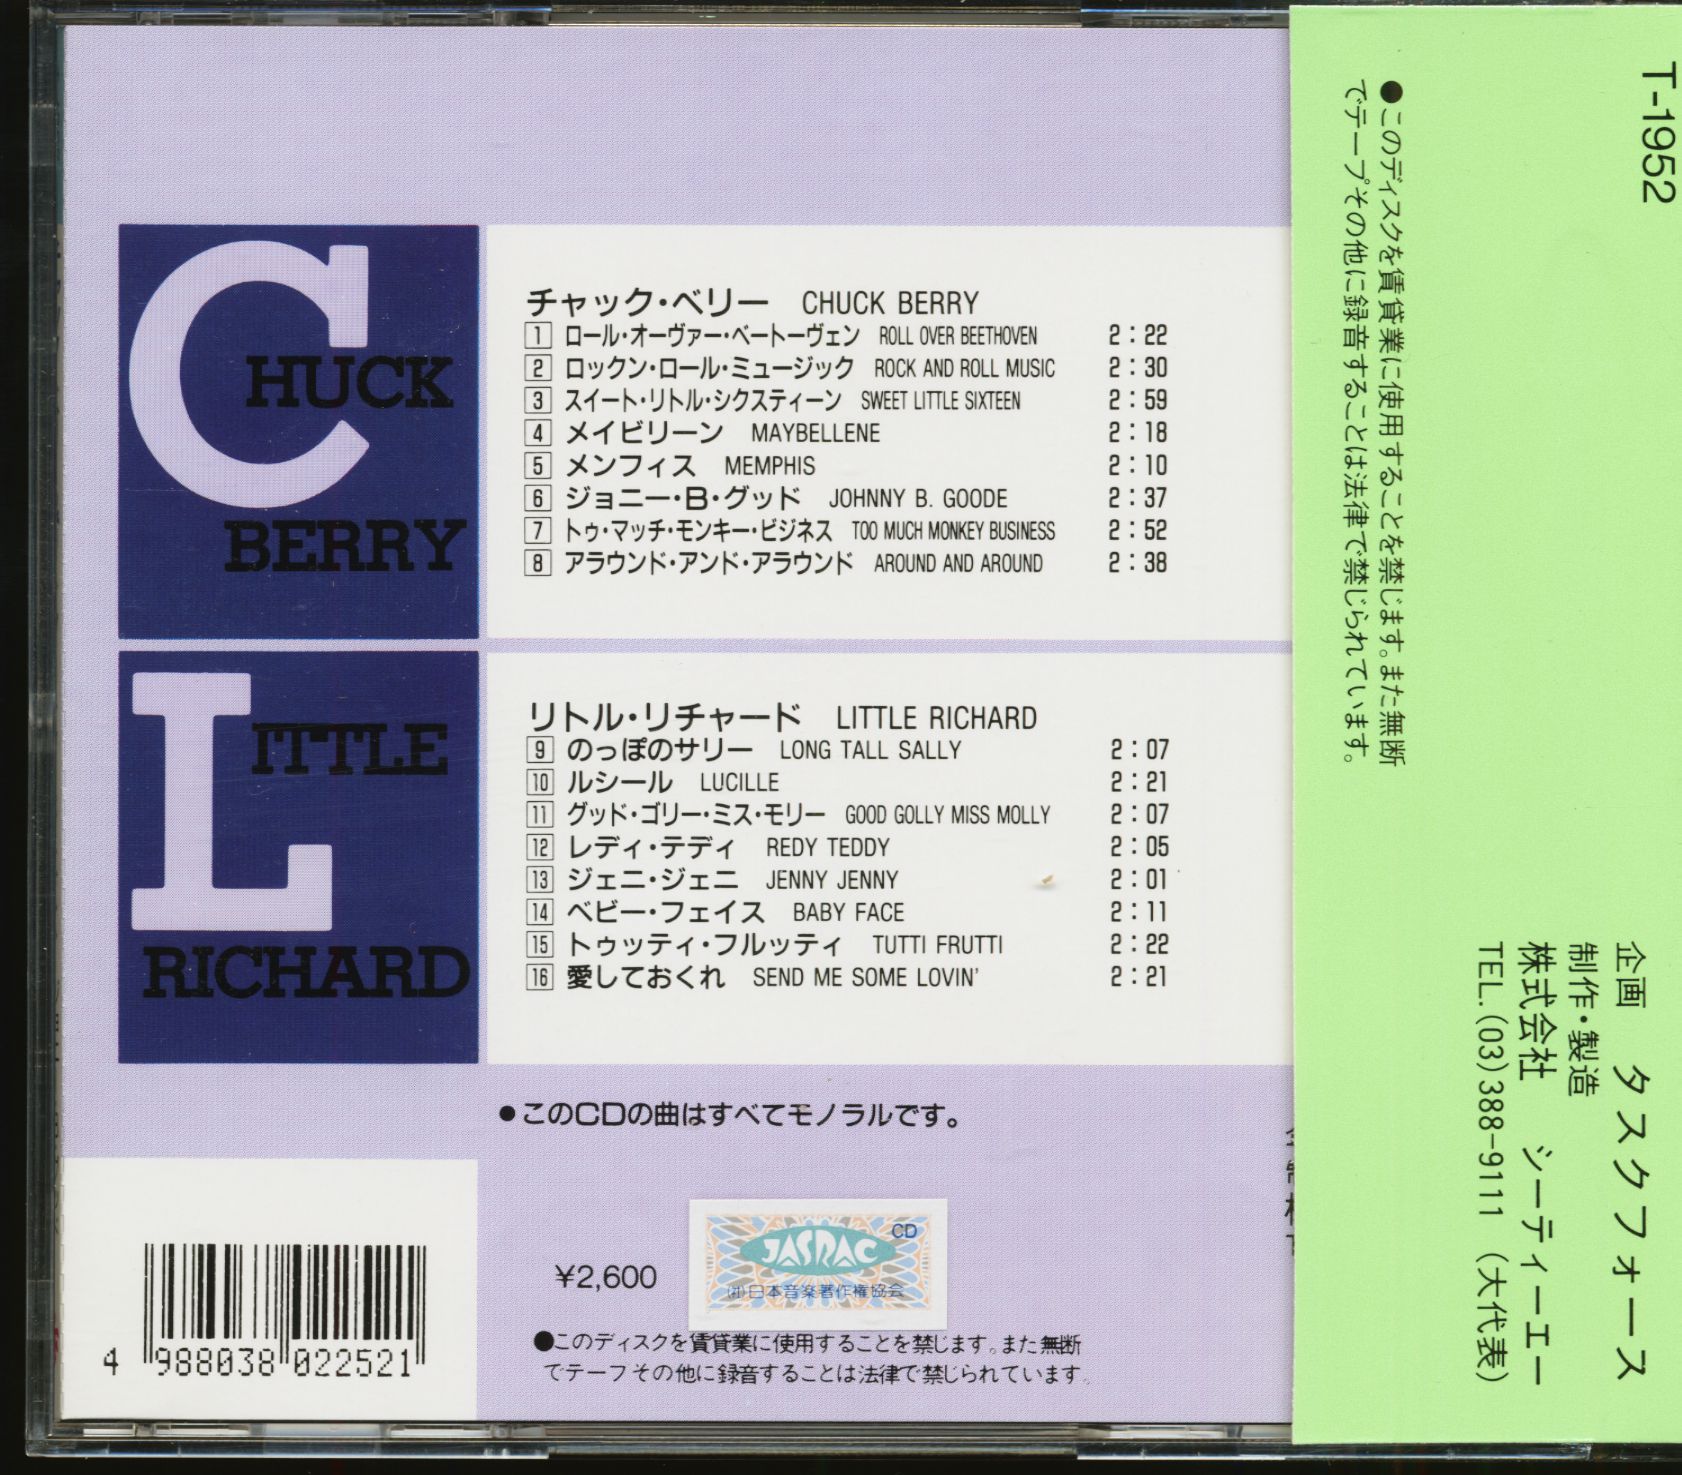 CHUCK
BERRY
チャック・ベリー CHUCK BERRY
1 ロール・オーヴァー・ベートーヴェン ROLL OVER BEETHOVEN 2:22
2 ロックン・ロール・ミュージック ROCK AND ROLL MUSIC 2:30
3 スイート・リトル・シクスティーン SWEET LITTLE SIXTEEN 2:59
4 メイビリーン MAYBELLENE 2:18
5 メンフィス MEMPHIS 2:10
6 ジョニー・B・グッド JOHNNY B. GOODE 2:37
7 トゥ・マッチ・モンキー・ビジネス TOO MUCH MONKEY BUSINESS 2:52
8 アラウンド・アンド・アラウンド AROUND AND AROUND 2:38
LITTLE
RICHARD
リトル・リチャード LITTLE RICHARD
9 のっぽのサリー LONG TALL SALLY 2:07
10 ルシール LUCILLE 2:21
11 グッド・ゴリー・ミス・モリー GOOD GOLLY MISS MOLLY 2:07
12 レディ・テディ REDY TEDDY 2:05
13 ジェニ・ジェニ JENNY JENNY 2:01
14 ベビー・フェイス BABY FACE 2:11
15 トゥッティ・フルッティ TUTTI FRUTTI 2:22
16 愛しておくれ SEND ME SOME LOVIN' 2:21
●このCDの曲はすべてモノラルです。
¥2,600
CD
JASRAC
(社)日本音楽著作権協会
●このディスクを賃貸業に使用することを禁じます。また無断
でテープその他に録音することは法律で禁じられています。
4 988038 022521
T-1952
●このディスクを賃貸業に使用することを禁じます。また無断
でテープその他に録音することは法律で禁じられています。
企画 タスクフォース
制作・製造
株式会社 シーティーエー
TEL.(03)388-9111 (大代表)